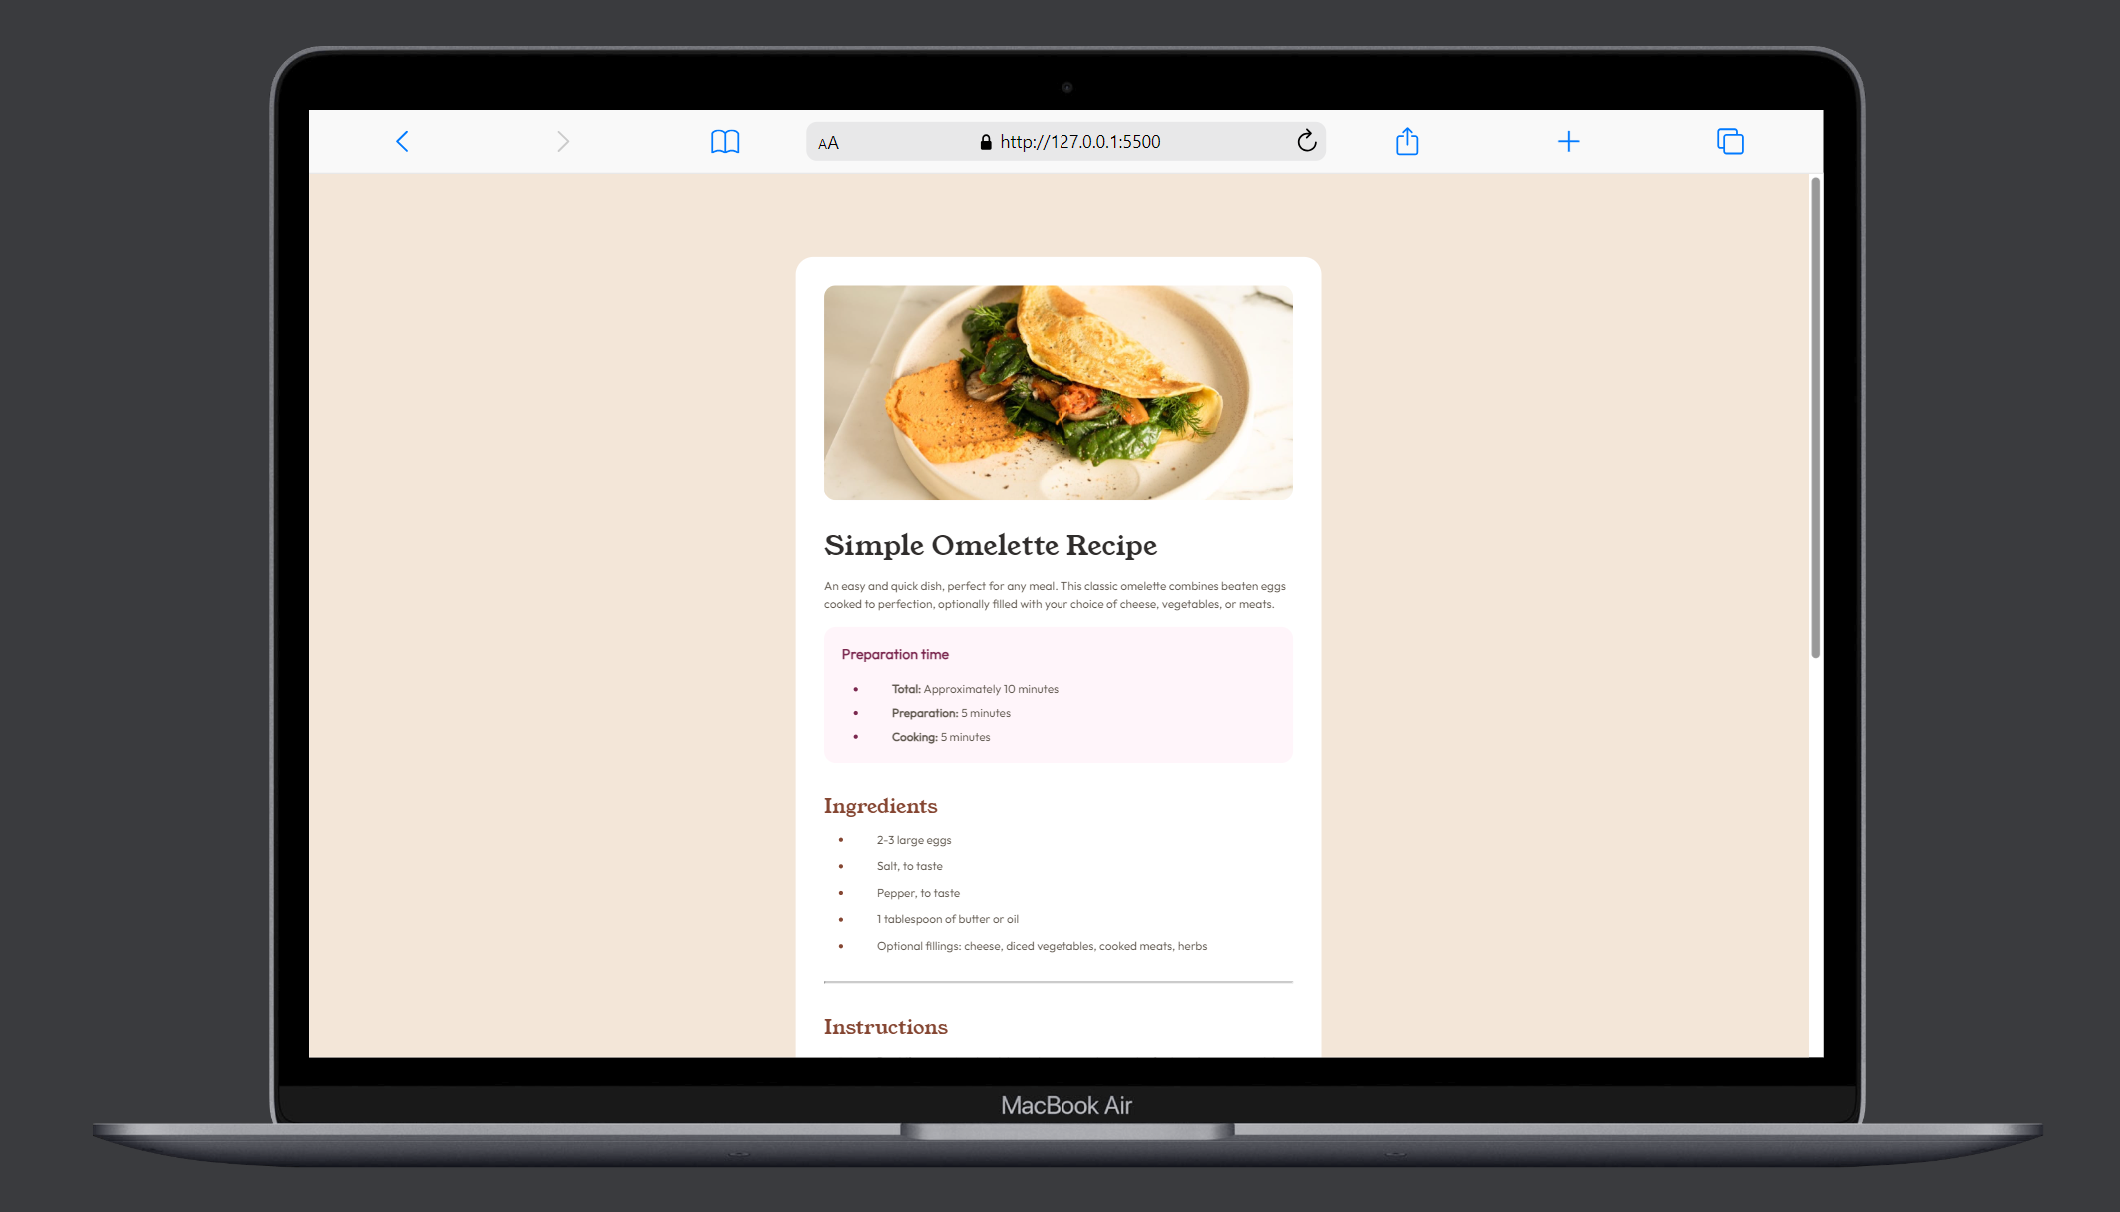 AA
http://127.0.0.1:5500
Simple Omelette Recipe
An easy and quick dish, perfect for any meal. This classic omelette combines beaten eggs
cooked to perfection, optionally filled with your choice of cheese, vegetables, or meats.
Preparation time
• Total: Approximately 10 minutes
• Preparation: 5 minutes
• Cooking: 5 minutes
Ingredients
• 2-3 large eggs
• Salt, to taste
• Pepper, to taste
• 1 tablespoon of butter or oil
• Optional fillings: cheese, diced vegetables, cooked meats, herbs
Instructions
MacBook Air